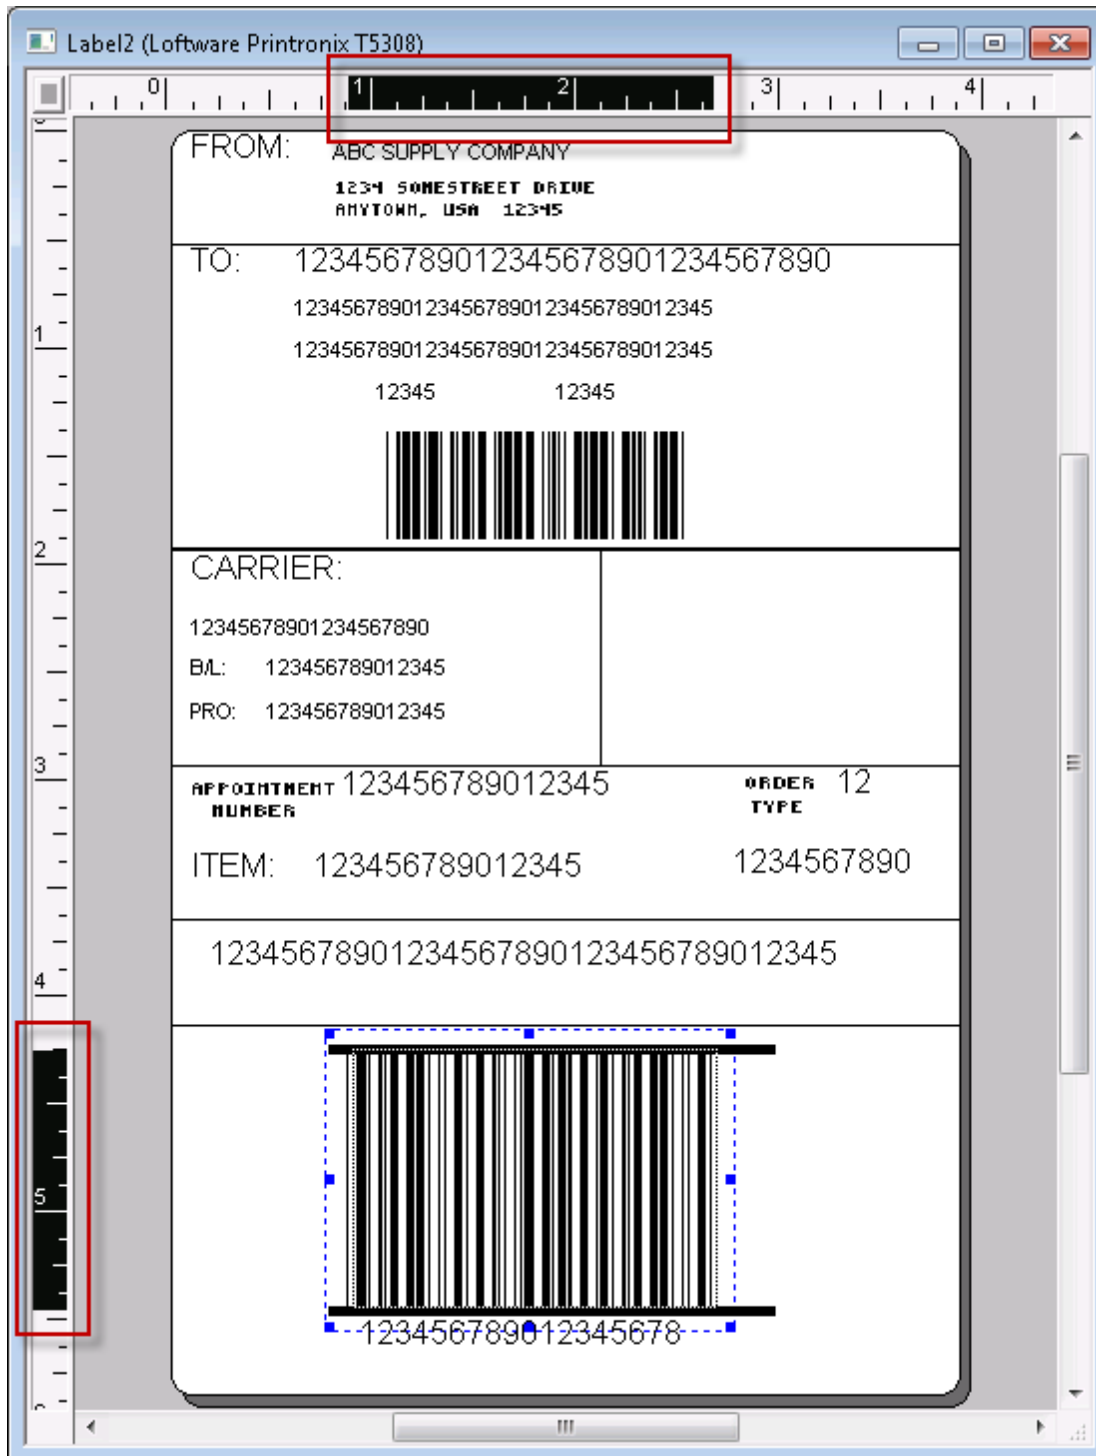 Label2 (Loftware Printronix T5308)
0 1 2 3 4
FROM: ABC SUPPLY COMPANY
1234 SOMESTREET DRIVE
ANYTOWN, USA 12345
TO: 123456789012345678901234567890
12345678901234567890123456789012345
1
12345678901234567890123456789012345
12345 12345
2
CARRIER:
12345678901234567890
B/L: 123456789012345
PRO: 123456789012345
3
APPOINTMENT 123456789012345 ORDER 12
NUMBER TYPE
ITEM: 123456789012345 1234567890
12345678901234567890123456789012345
4
5
123456789012345678